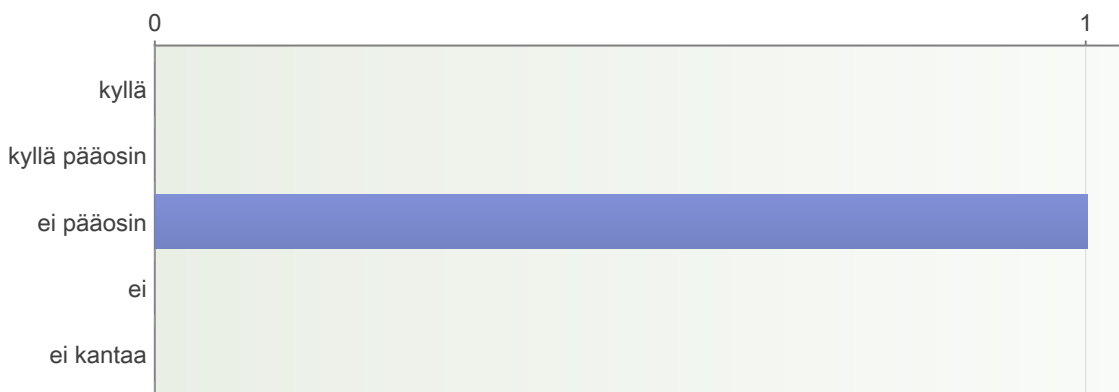 0 1
kyllä
kyllä pääosin
ei pääosin
ei
ei kantaa